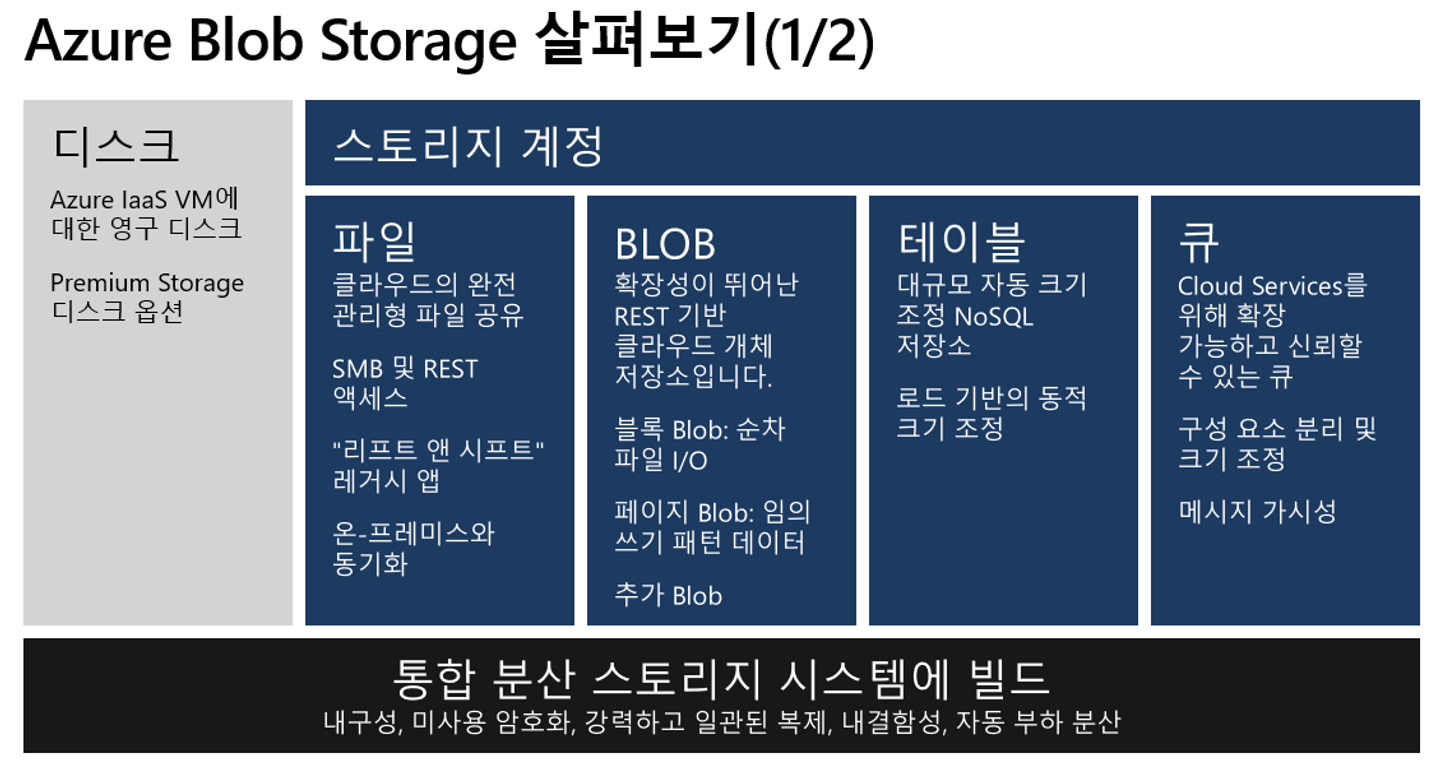 Azure Blob Storage 살펴보기(1/2)
디스크
Azure IaaS VM에
대한 영구 디스크
Premium Storage
디스크 옵션
스토리지 계정
파일
클라우드의 완전
관리형 파일 공유
SMB 및 REST
액세스
"리프트 앤 시프트"
레거시 앱
온-프레미스와
동기화
BLOB
확장성이 뛰어난
REST 기반
클라우드 개체
저장소입니다.
블록 Blob: 순차
파일 I/O
페이지 Blob: 임의
쓰기 패턴 데이터
추가 Blob
테이블
대규모 자동 크기
조정 NoSQL
저장소
로드 기반의 동적
크기 조정
큐
Cloud Services를
위해 확장
가능하고 신뢰할
수 있는 큐
구성 요소 분리 및
크기 조정
메시지 가시성
통합 분산 스토리지 시스템에 빌드
내구성, 미사용 암호화, 강력하고 일관된 복제, 내결함성, 자동 부하 분산